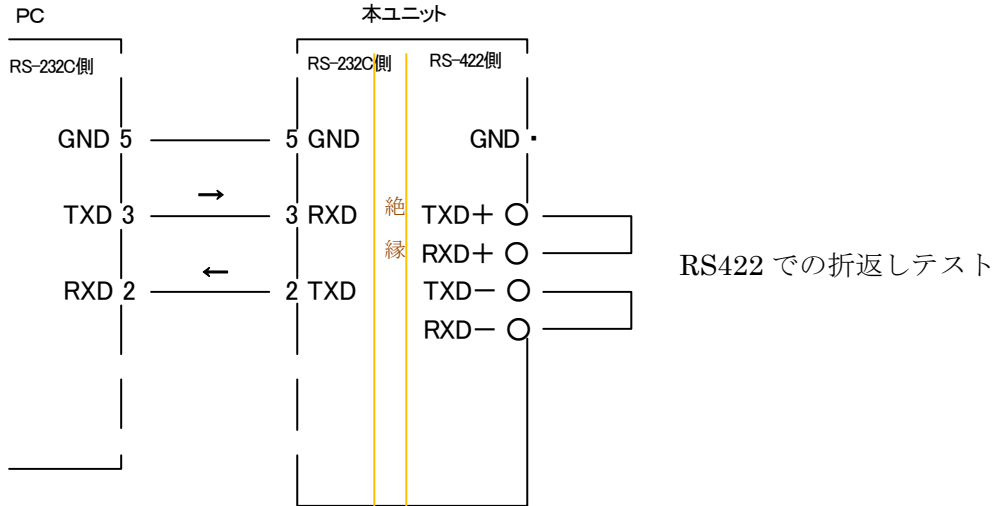 PC
本ユニット
RS-232C側
RS-232C側
RS-422側
GND 5
5 GND
GND
TXD 3
→
3 RXD
絶
縁
TXD+
RXD+
RXD 2
←
2 TXD
TXD−
RXD−
RS422 での折返しテスト